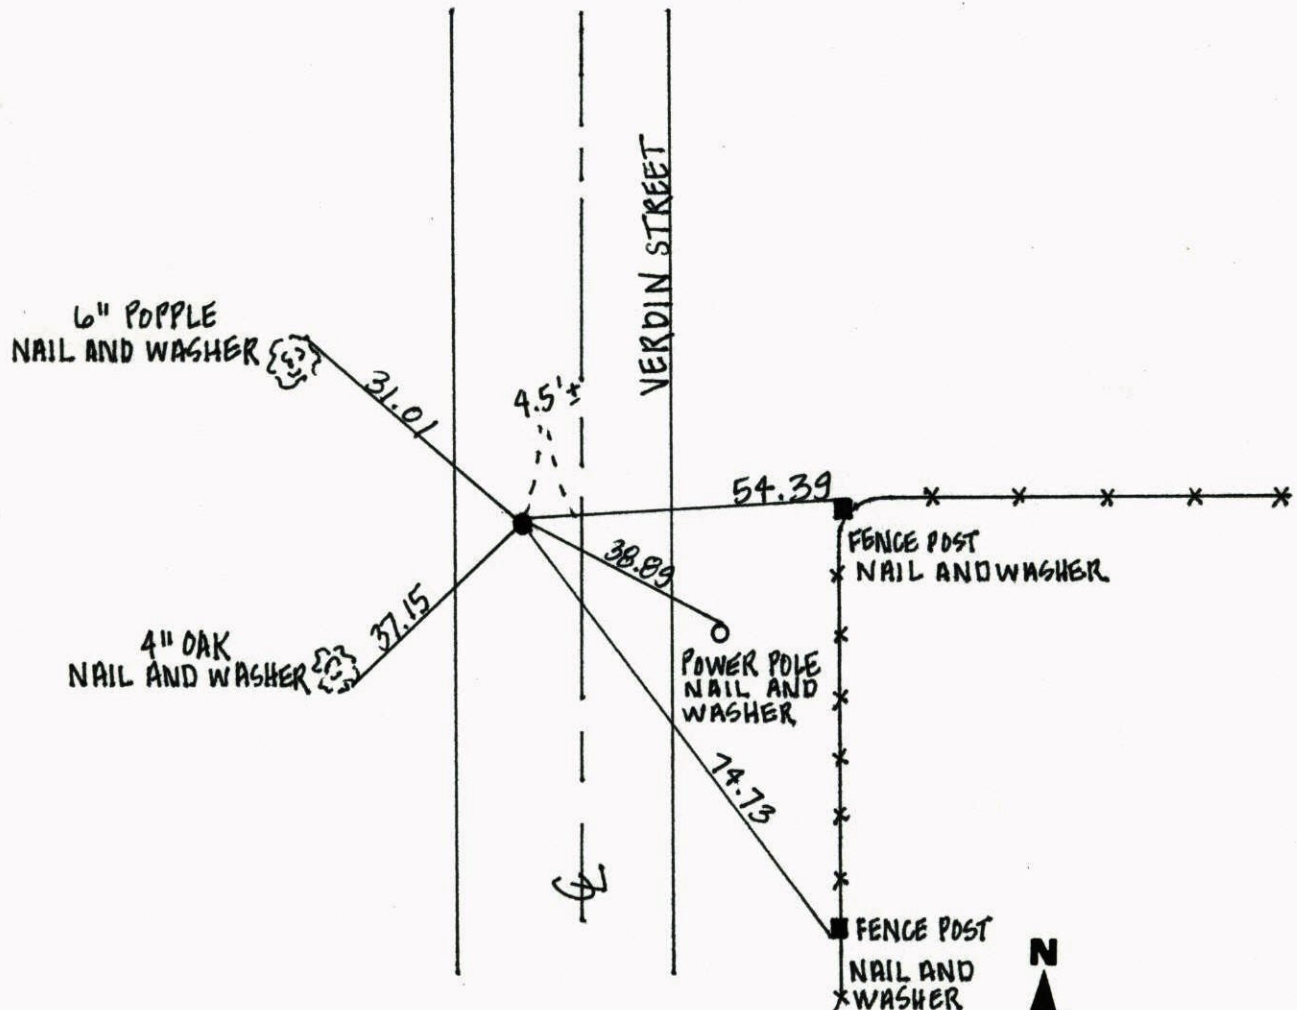 VERDIN STREET
6" POPPLE
NAIL AND WASHER
31.01
4.5'±
54.39
FENCE POST
NAIL AND WASHER
38.89
37.15
4" OAK
NAIL AND WASHER
POWER POLE
NAIL AND
WASHER
74.73
℄
FENCE POST
NAIL AND
WASHER
N